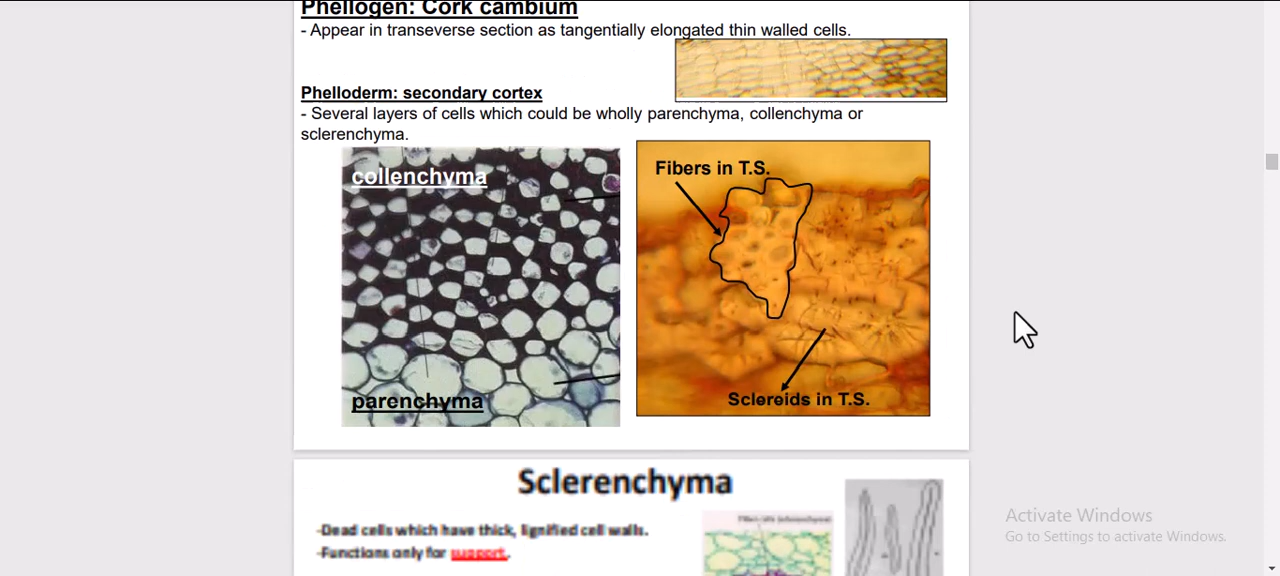 Phellogen: Cork cambium
- Appear in transeverse section as tangentially elongated thin walled cells.
Phelloderm: secondary cortex
- Several layers of cells which could be wholly parenchyma, collenchyma or
sclerenchyma.
collenchyma
Fibers in T.S.
parenchyma
Sclereids in T.S.
Sclerenchyma
-Dead cells which have thick, lignified cell walls.
-Functions only for support.
Activate Windows
Go to Settings to activate Windows.